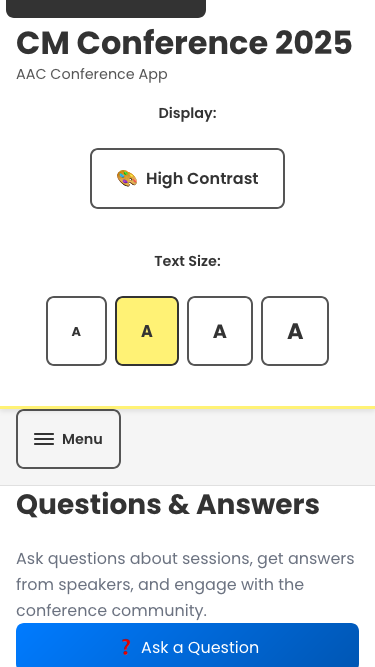 CM Conference 2025
AAC Conference App
Display:
🎨 High Contrast
Text Size:
A A A A
Menu
Questions & Answers
Ask questions about sessions, get answers
from speakers, and engage with the
conference community.
❓ Ask a Question